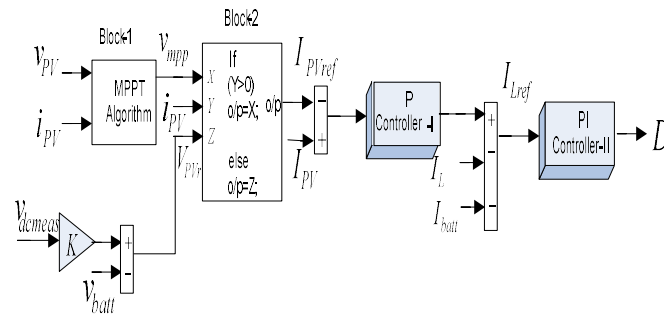 Block-1
Block-2
v_PV
i_PV
MPPT
Algorithm
v_mpp
i_PV
V_PVr
X
Y
Z
If
(Y>0)
o/p=X;
else
o/p=Z;
o/p
I_PVref
I_PV
−
+
P
Controller -I
I_Lref
I_L
I_batt
+
−
−
PI
Controller-II
D
v_dcmeas
K
+
−
v_batt